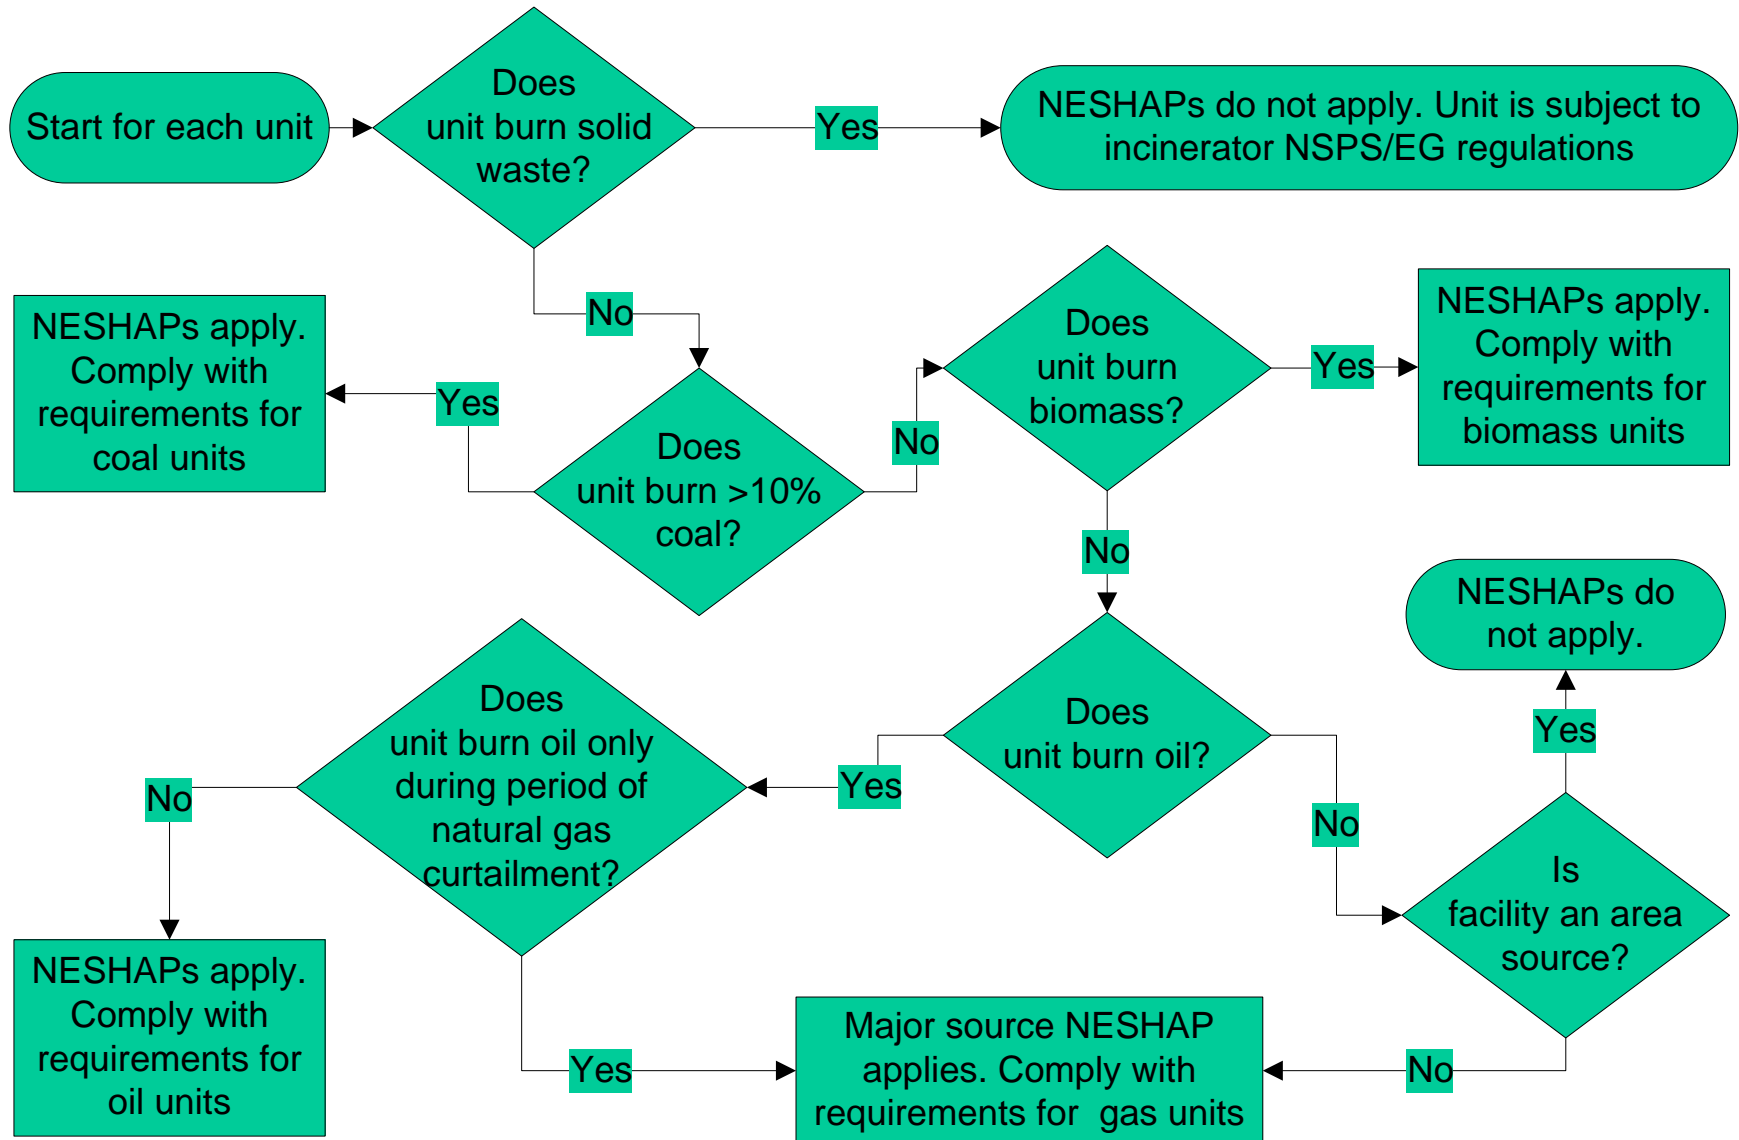 Start for each unit
Does
unit burn solid
waste?
Yes
NESHAPs do not apply. Unit is subject to
incinerator NSPS/EG regulations
No
NESHAPs apply.
Comply with
requirements for
coal units
Yes
Does
unit burn >10%
coal?
No
Does
unit burn
biomass?
Yes
NESHAPs apply.
Comply with
requirements for
biomass units
No
Does
unit burn oil?
Yes
Does
unit burn oil only
during period of
natural gas
curtailment?
No
NESHAPs apply.
Comply with
requirements for
oil units
Yes
Major source NESHAP
applies. Comply with
requirements for gas units
No
Is
facility an area
source?
Yes
NESHAPs do
not apply.
No